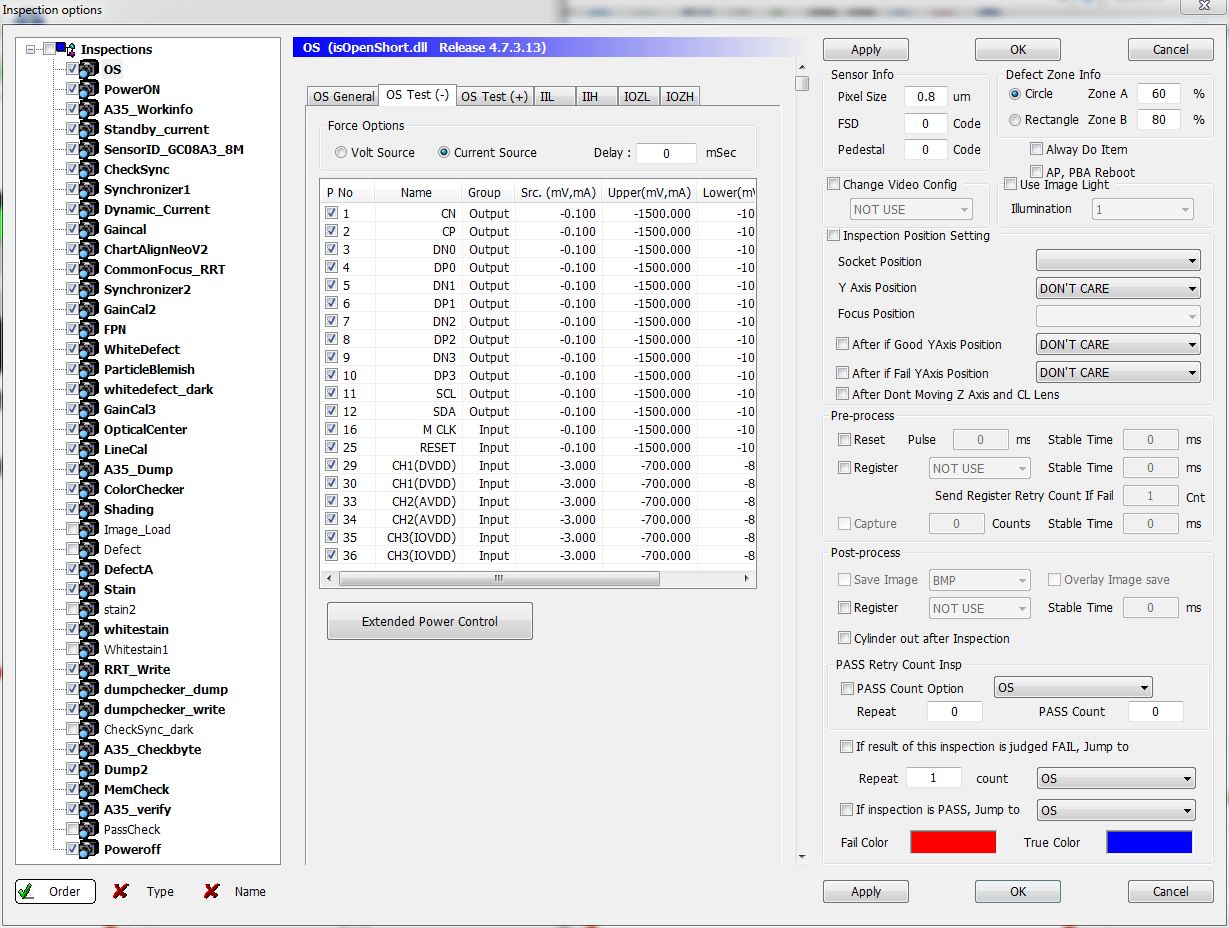 Inspection options
Inspections
OS
PowerON
A35_Workinfo
Standby_current
SensorID_GC08A3_8M
CheckSync
Synchronizer1
Dynamic_Current
Gaincal
ChartAlignNeoV2
CommonFocus_RRT
Synchronizer2
GainCal2
FPN
WhiteDefect
ParticleBlemish
whitedefect_dark
GainCal3
OpticalCenter
LineCal
A35_Dump
ColorChecker
Shading
Image_Load
Defect
DefectA
Stain
stain2
whitestain
Whitestain1
RRT_Write
dumpchecker_dump
dumpchecker_write
CheckSync_dark
A35_Checkbyte
Dump2
MemCheck
A35_verify
PassCheck
Poweroff
Order Type Name
OS (isOpenShort.dll Release 4.7.3.13)
OS General OS Test (-) OS Test (+) IIL IIH IOZL IOZH
Force Options
Volt Source Current Source Delay : 0 mSec
P No Name Group Src. (mV,mA) Upper(mV,mA) Lower(m
1 CN Output -0.100 -1500.000 -10
2 CP Output -0.100 -1500.000 -10
3 DN0 Output -0.100 -1500.000 -10
4 DP0 Output -0.100 -1500.000 -10
5 DN1 Output -0.100 -1500.000 -10
6 DP1 Output -0.100 -1500.000 -10
7 DN2 Output -0.100 -1500.000 -10
8 DP2 Output -0.100 -1500.000 -10
9 DN3 Output -0.100 -1500.000 -10
10 DP3 Output -0.100 -1500.000 -10
11 SCL Output -0.100 -1500.000 -10
12 SDA Output -0.100 -1500.000 -10
16 M CLK Input -0.100 -1500.000 -10
25 RESET Input -0.100 -1500.000 -10
29 CH1(DVDD) Input -3.000 -700.000 -8
30 CH1(DVDD) Input -3.000 -700.000 -8
33 CH2(AVDD) Input -3.000 -700.000 -8
34 CH2(AVDD) Input -3.000 -700.000 -8
35 CH3(IOVDD) Input -3.000 -700.000 -8
36 CH3(IOVDD) Input -3.000 -700.000 -8
Extended Power Control
Apply OK Cancel
Sensor Info
Pixel Size 0.8 um
FSD 0 Code
Pedestal 0 Code
Defect Zone Info
Circle Zone A 60 %
Rectangle Zone B 80 %
Alway Do Item
AP, PBA Reboot
Change Video Config
NOT USE
Use Image Light
Illumination 1
Inspection Position Setting
Socket Position
Y Axis Position DON'T CARE
Focus Position
After if Good YAxis Position DON'T CARE
After if Fail YAxis Position DON'T CARE
After Dont Moving Z Axis and CL Lens
Pre-process
Reset Pulse 0 ms Stable Time 0 ms
Register NOT USE Stable Time 0 ms
Send Register Retry Count If Fail 1 Cnt
Capture 0 Counts Stable Time 0 ms
Post-process
Save Image BMP Overlay Image save
Register NOT USE Stable Time 0 ms
Cylinder out after Inspection
PASS Retry Count Insp
PASS Count Option OS
Repeat 0 PASS Count 0
If result of this inspection is judged FAIL, Jump to
Repeat 1 count OS
If inspection is PASS, Jump to OS
Fail Color True Color
Apply OK Cancel